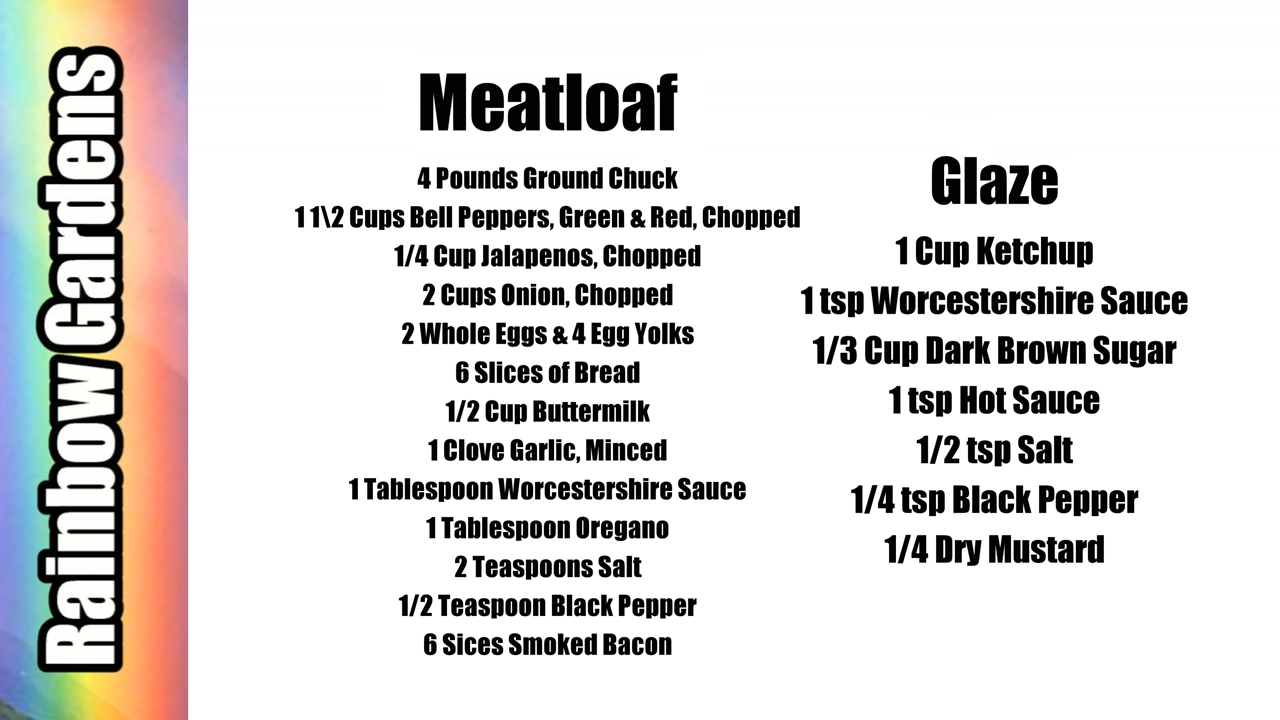 Rainbow Gardens
Meatloaf
4 Pounds Ground Chuck
1 1\2 Cups Bell Peppers, Green & Red, Chopped
1/4 Cup Jalapenos, Chopped
2 Cups Onion, Chopped
2 Whole Eggs & 4 Egg Yolks
6 Slices of Bread
1/2 Cup Buttermilk
1 Clove Garlic, Minced
1 Tablespoon Worcestershire Sauce
1 Tablespoon Oregano
2 Teaspoons Salt
1/2 Teaspoon Black Pepper
6 Sices Smoked Bacon
Glaze
1 Cup Ketchup
1 tsp Worcestershire Sauce
1/3 Cup Dark Brown Sugar
1 tsp Hot Sauce
1/2 tsp Salt
1/4 tsp Black Pepper
1/4 Dry Mustard